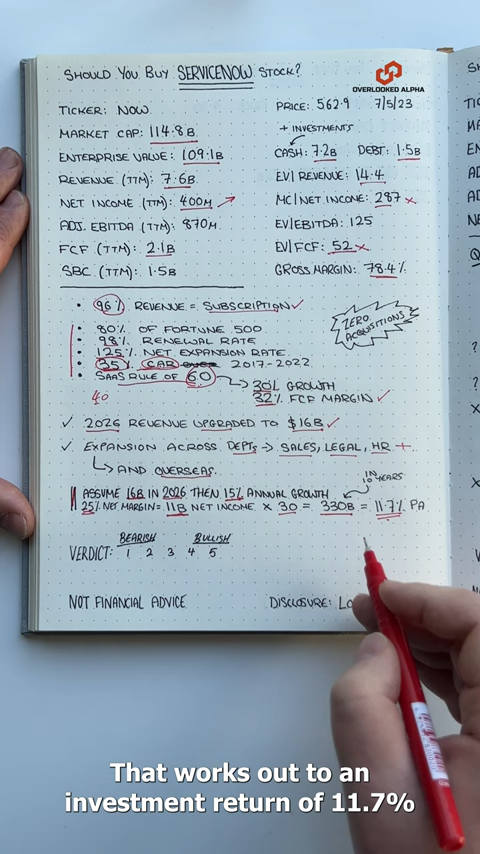 SHOULD YOU BUY SERVICENOW STOCK?
OVERLOOKED ALPHA
TICKER: NOW
PRICE: 562.9 7/5/23
MARKET CAP: 114.8B
+ INVESTMENTS
ENTERPRISE VALUE: 109.1B
CASH: 7.2B DEBT: 1.5B
REVENUE (TTM): 7.6B
EV/REVENUE: 14.4
NET INCOME (TTM): 400M
MC/NET INCOME: 287 x
ADJ. EBITDA (TTM): 870M
EV/EBITDA: 125
FCF (TTM): 2.1B
EV/FCF: 52 x
SBC (TTM): 1.5B
GROSS MARGIN: 78.4%
• 96% REVENUE = SUBSCRIPTION ✓
ZERO ACQUISITIONS
• 80% OF FORTUNE 500
• 98% RENEWAL RATE
• 125% NET EXPANSION RATE
• 35% CAR 2017-2022
• SAAS RULE OF 60 → 30% GROWTH
40
32% FCF MARGIN ✓
✓ 2026 REVENUE UPGRADED TO $16B ✓
✓ EXPANSION ACROSS DEPTS → SALES, LEGAL, HR +..
↳ AND OVERSEAS.
IN 10 YEARS
ASSUME 16B IN 2026 THEN 15% ANNUAL GROWTH
25% NET MARGIN = 11B NET INCOME × 30 = 330B = 11.7% PA
BEARISH BULLISH
VERDICT: 1 2 3 4 5
NOT FINANCIAL ADVICE
DISCLOSURE: LO
That works out to an
investment return of 11.7%